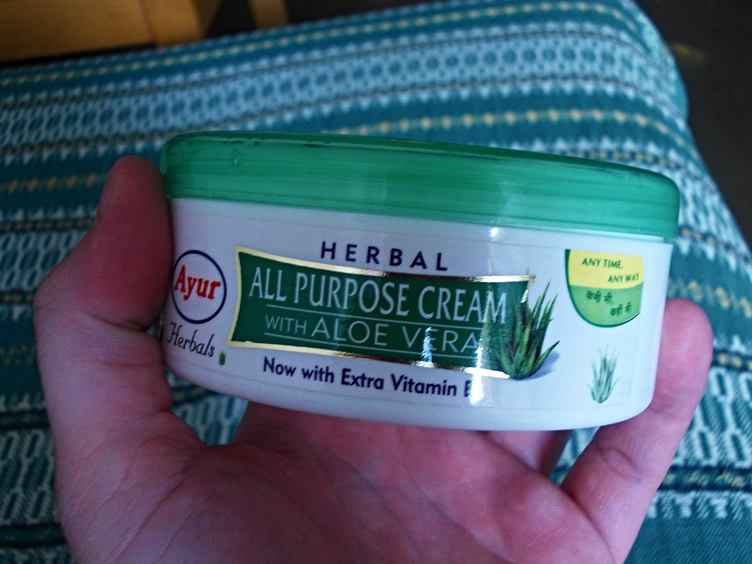 HERBAL
Ayur
Herbals
ALL PURPOSE CREAM
WITH ALOE VERA
Now with Extra Vitamin E
ANY TIME,
ANY WAY
कभी भी,
कहीं भी